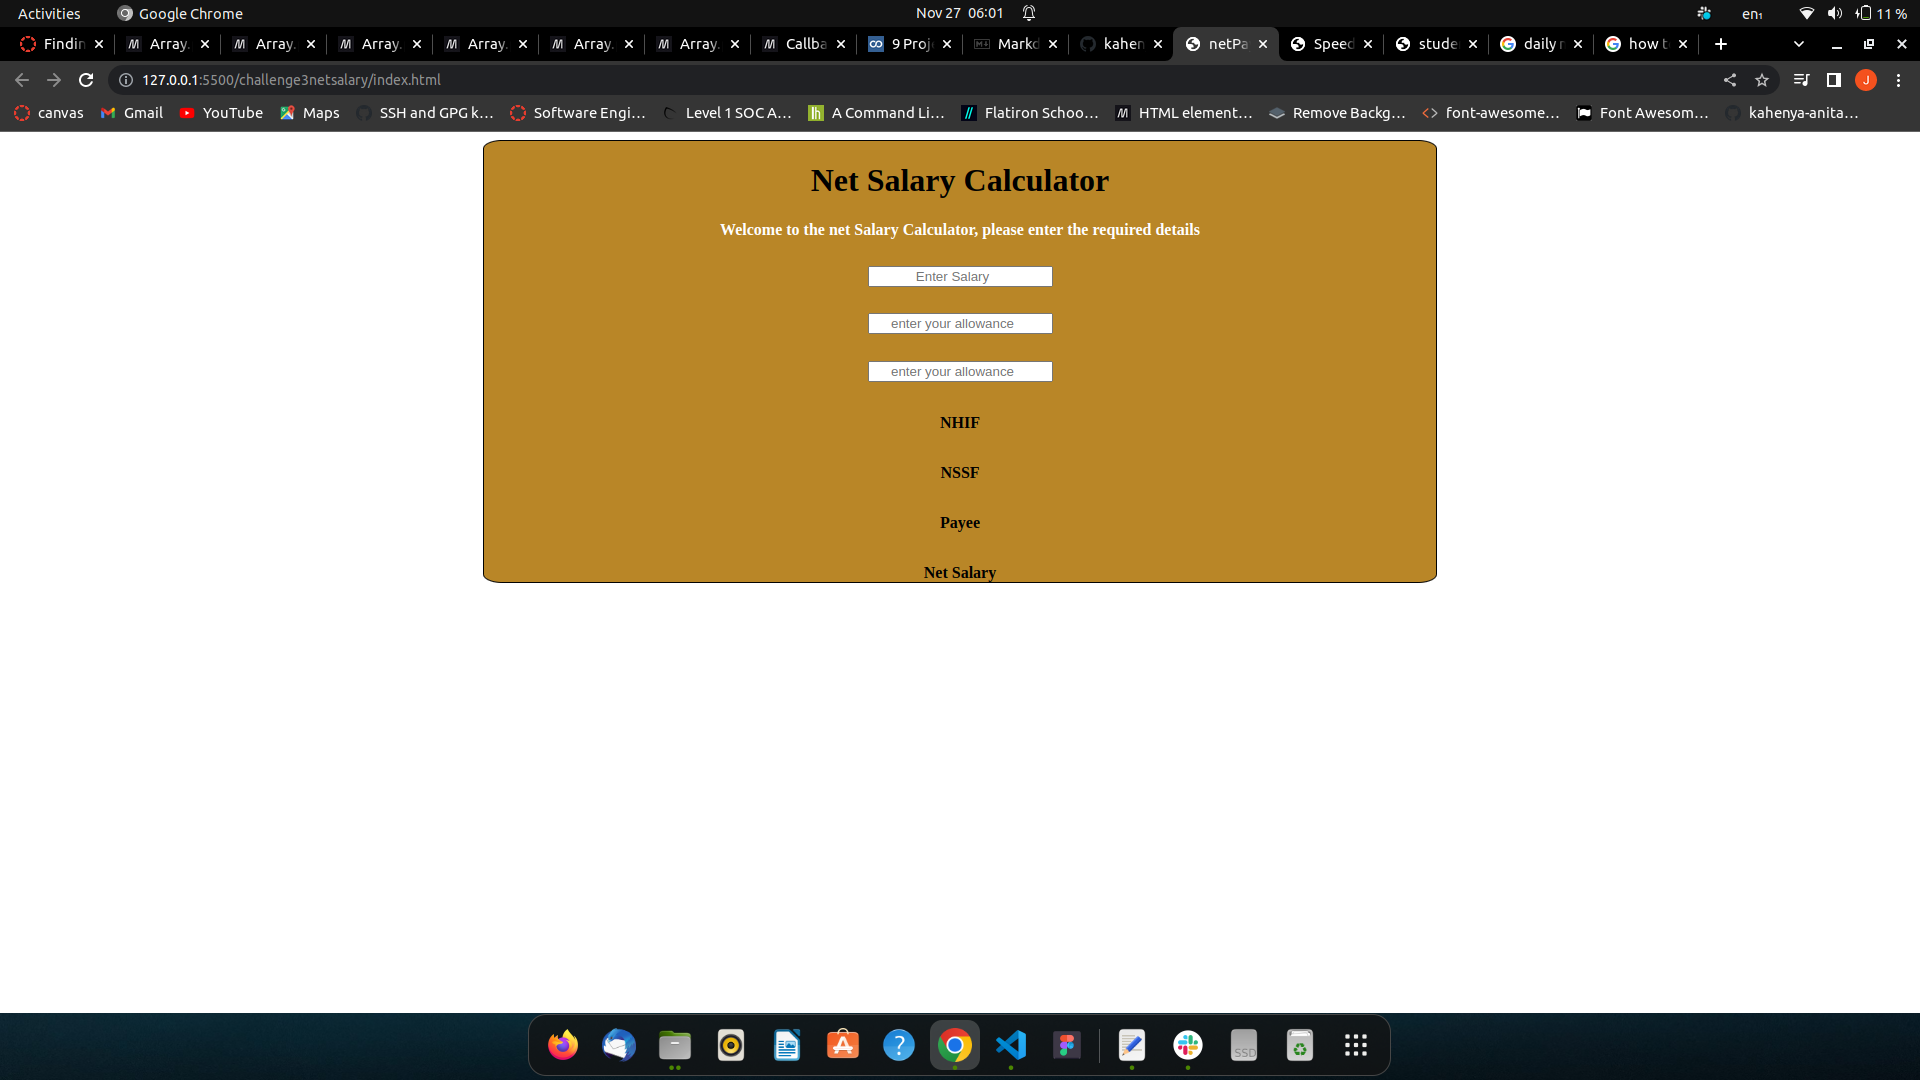 Activities
Google Chrome
Nov 27 06:01
en₁
11 %
Findin
Array.
Array.
Array.
Array.
Array.
Array.
Callba
9 Proj
Markd
kahen
netPa
Speed
stude
daily
how t
127.0.0.1:5500/challenge3netsalary/index.html
J
canvas
Gmail
YouTube
Maps
SSH and GPG k…
Software Engi…
Level 1 SOC A…
A Command Li…
Flatiron Schoo…
HTML element…
Remove Backg…
font-awesome…
Font Awesom…
kahenya-anita…
Net Salary Calculator
Welcome to the net Salary Calculator, please enter the required details
Enter Salary
enter your allowance
enter your allowance
NHIF
NSSF
Payee
Net Salary
SSD